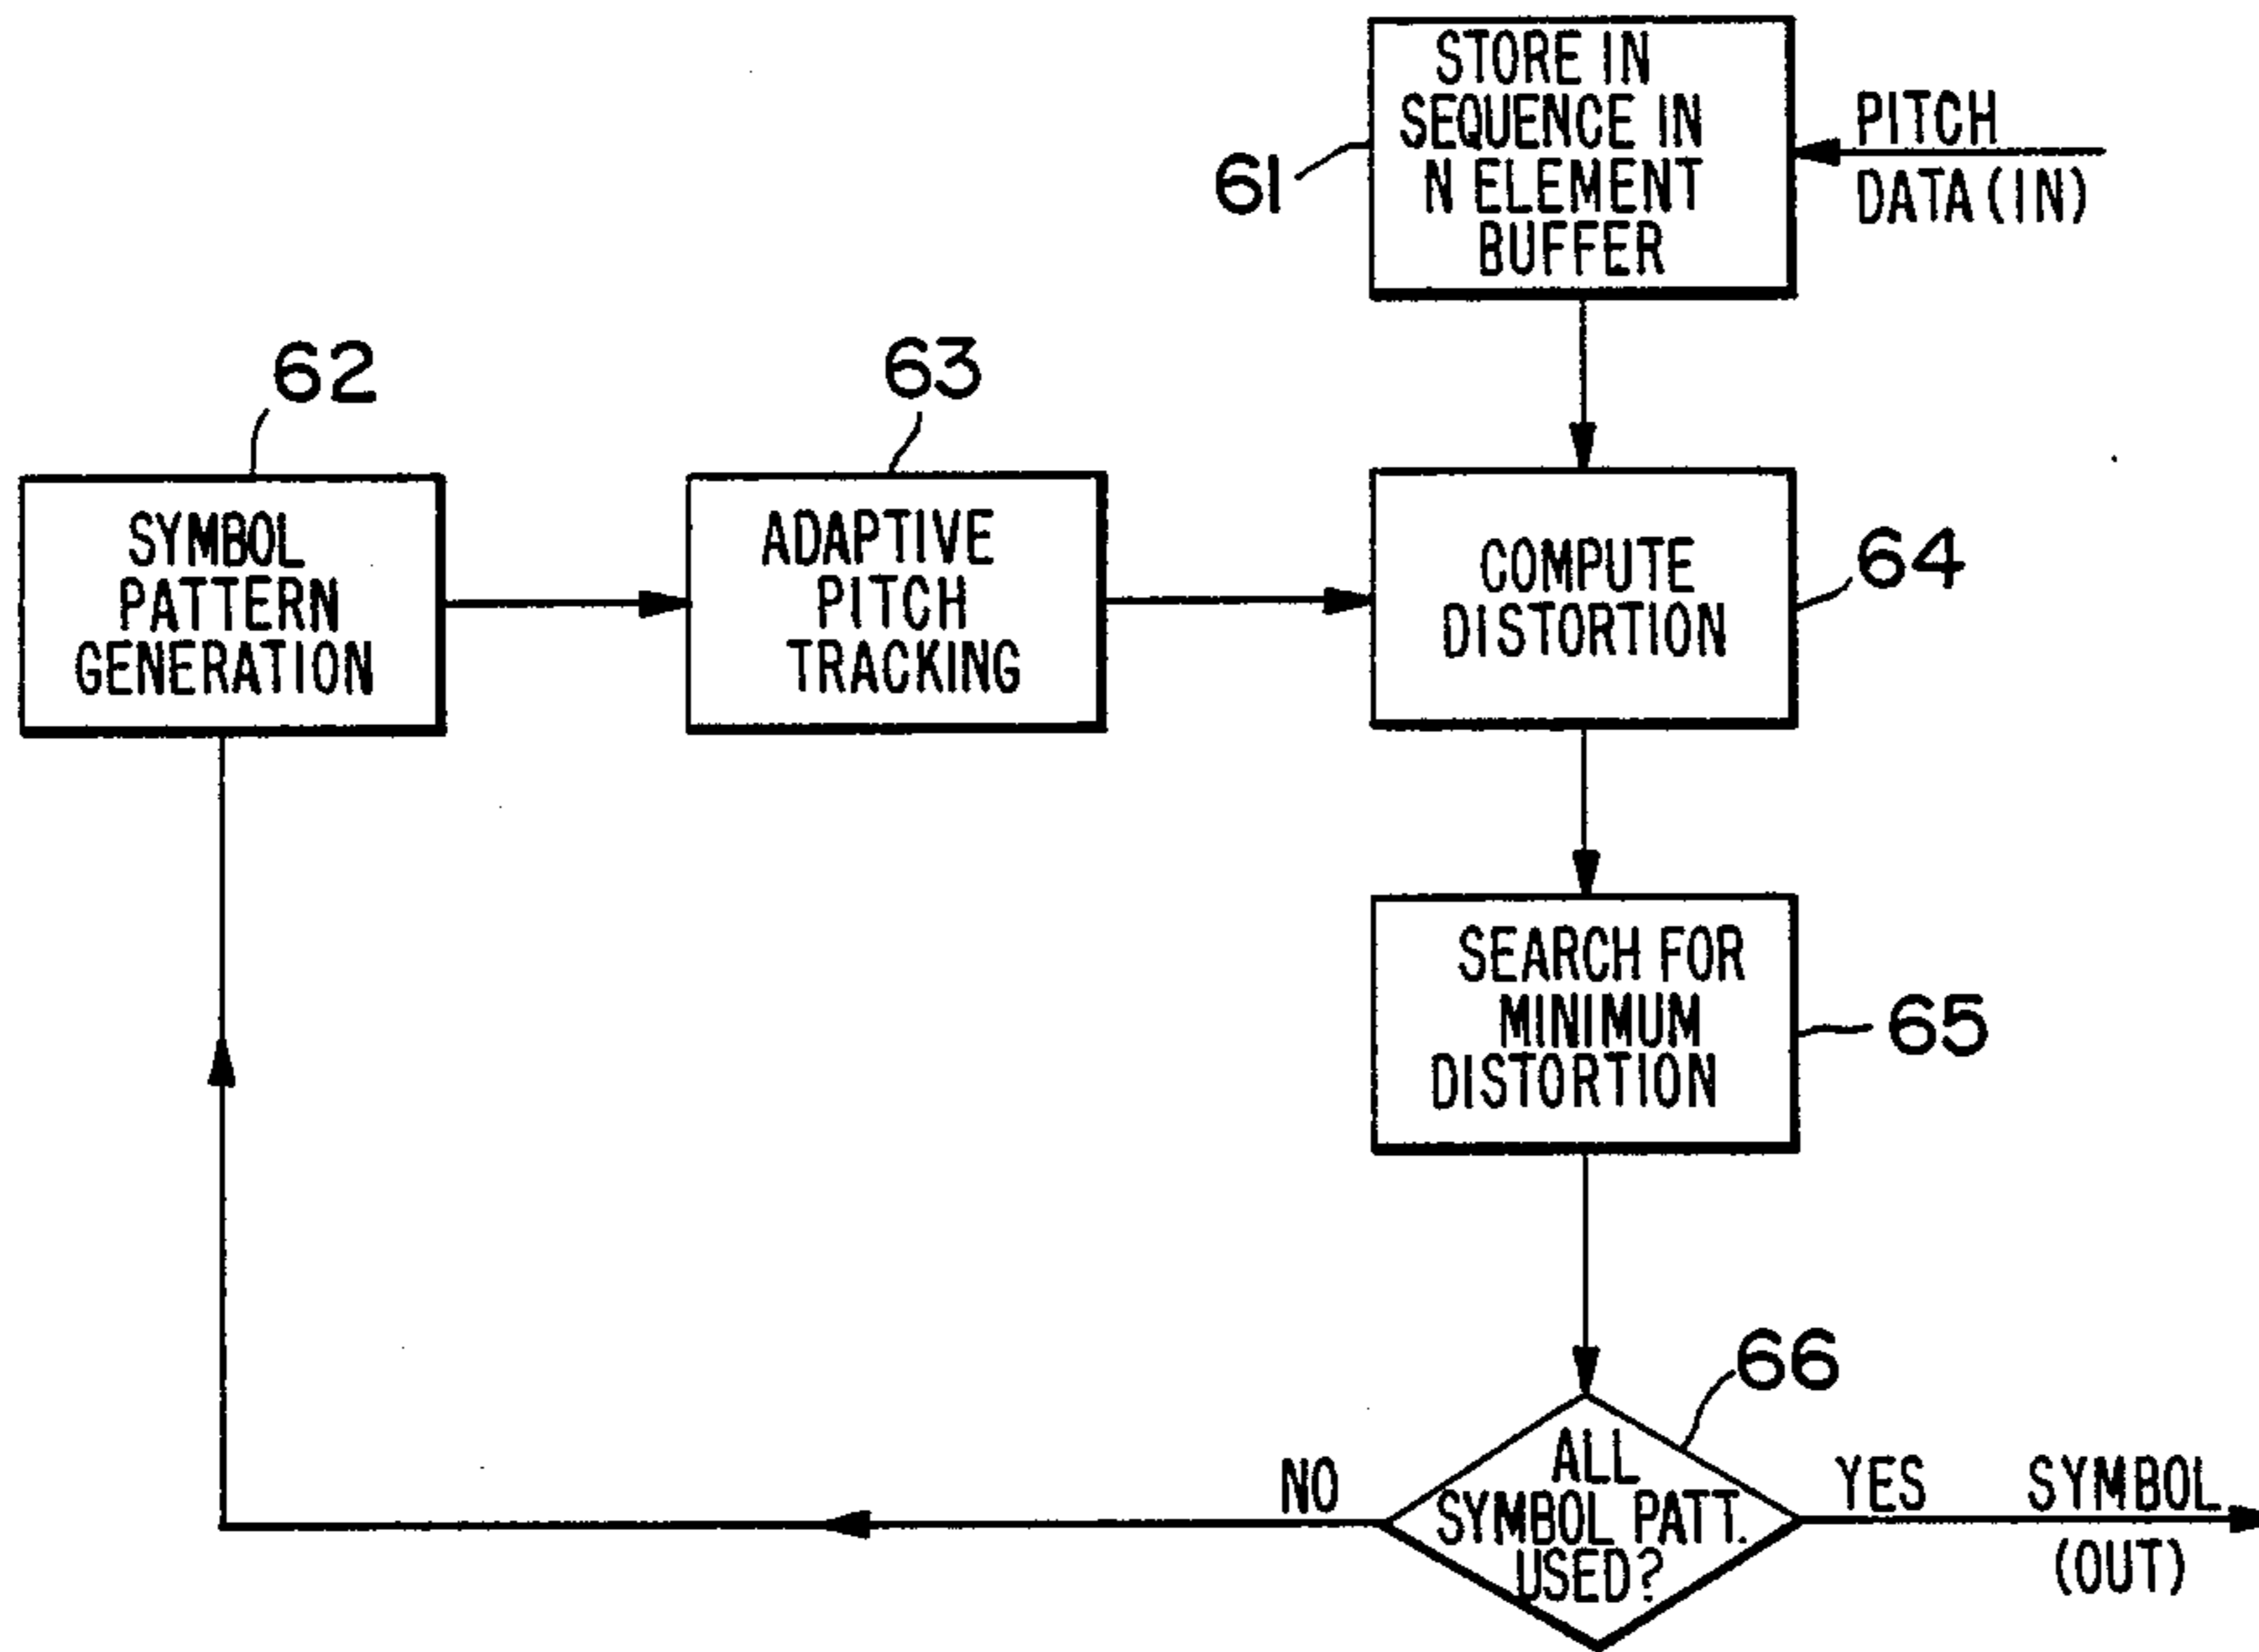 STORE IN
SEQUENCE IN
N ELEMENT
BUFFER
61
PITCH
DATA (IN)
62
SYMBOL
PATTERN
GENERATION
63
ADAPTIVE
PITCH
TRACKING
COMPUTE
DISTORTION
64
SEARCH FOR
MINIMUM
DISTORTION
65
66
ALL
SYMBOL PATT.
USED?
NO
YES
SYMBOL
(OUT)